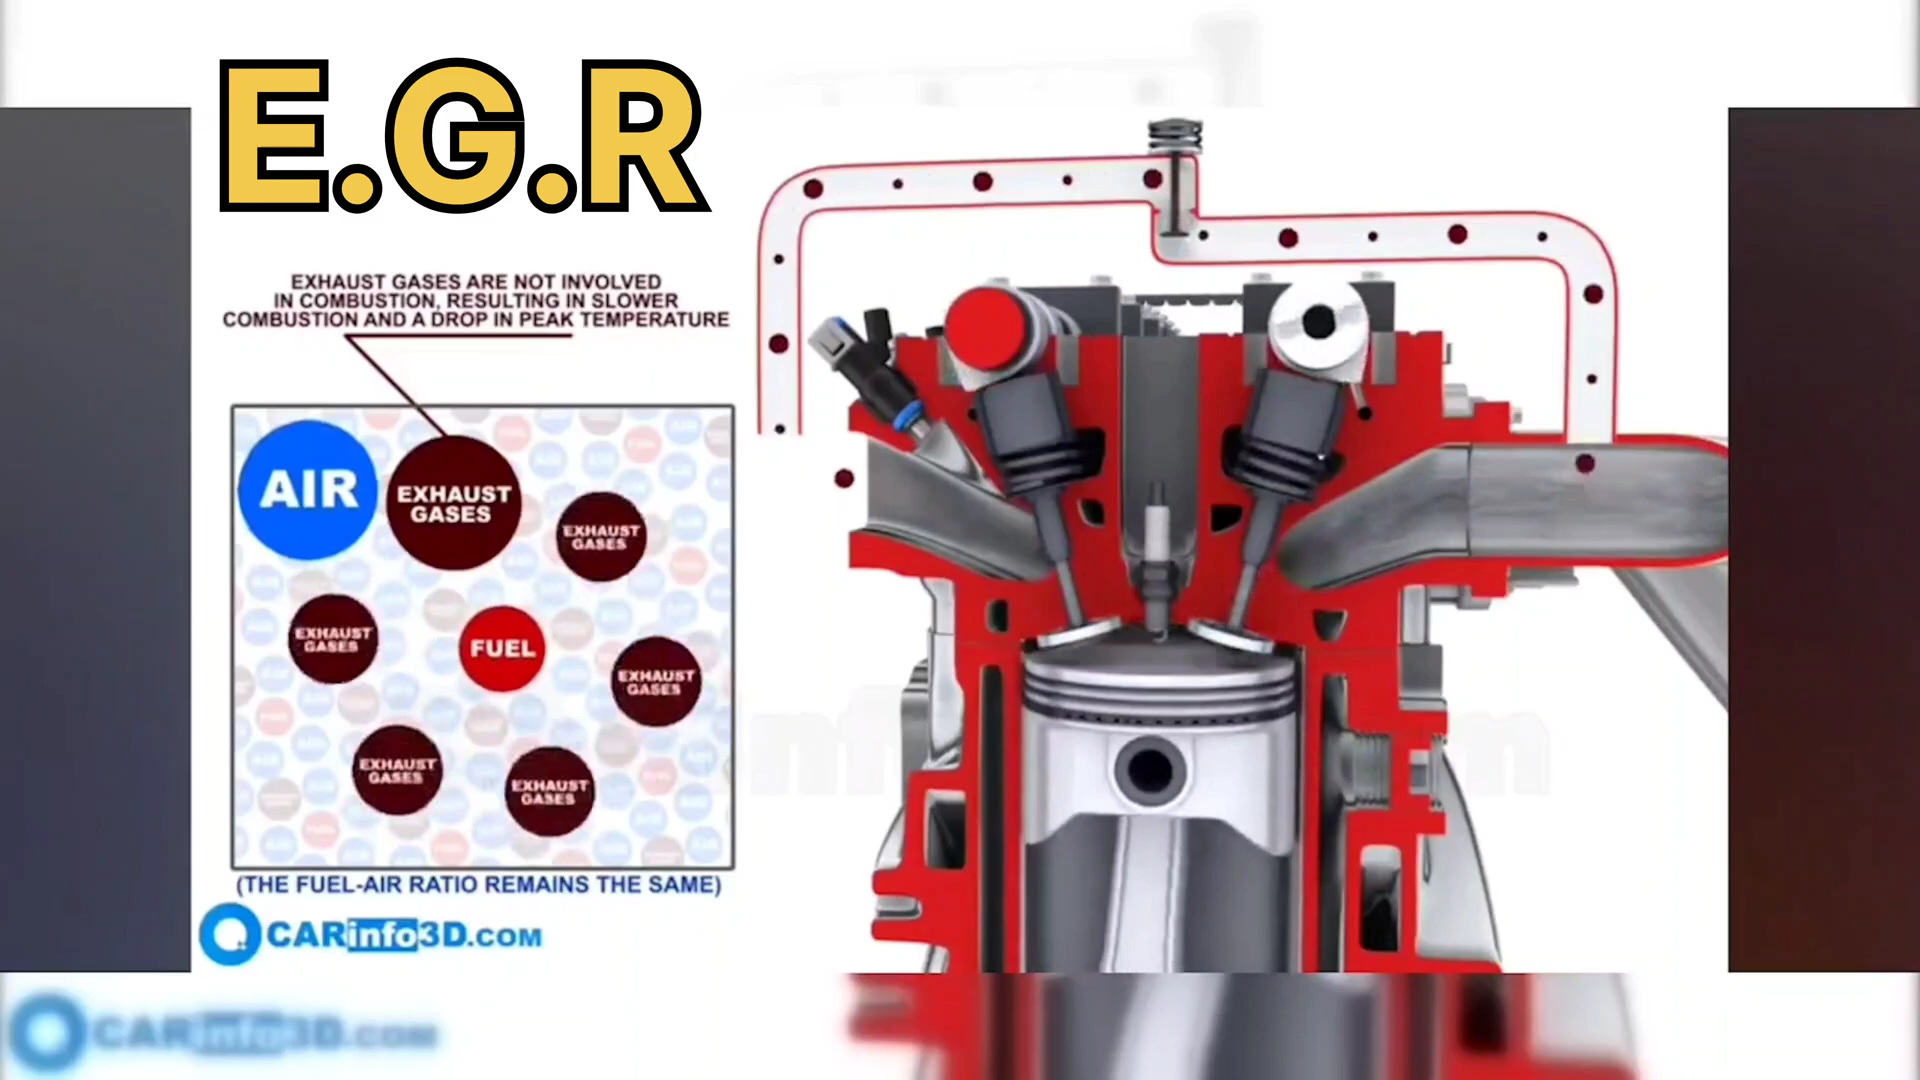 E.G.R
EXHAUST GASES ARE NOT INVOLVED
IN COMBUSTION, RESULTING IN SLOWER
COMBUSTION AND A DROP IN PEAK TEMPERATURE
AIR
EXHAUST
GASES
EXHAUST
GASES
EXHAUST
GASES
FUEL
EXHAUST
GASES
EXHAUST
GASES
EXHAUST
GASES
(THE FUEL-AIR RATIO REMAINS THE SAME)
CARinfo3D.COM
CARinfo3D.COM